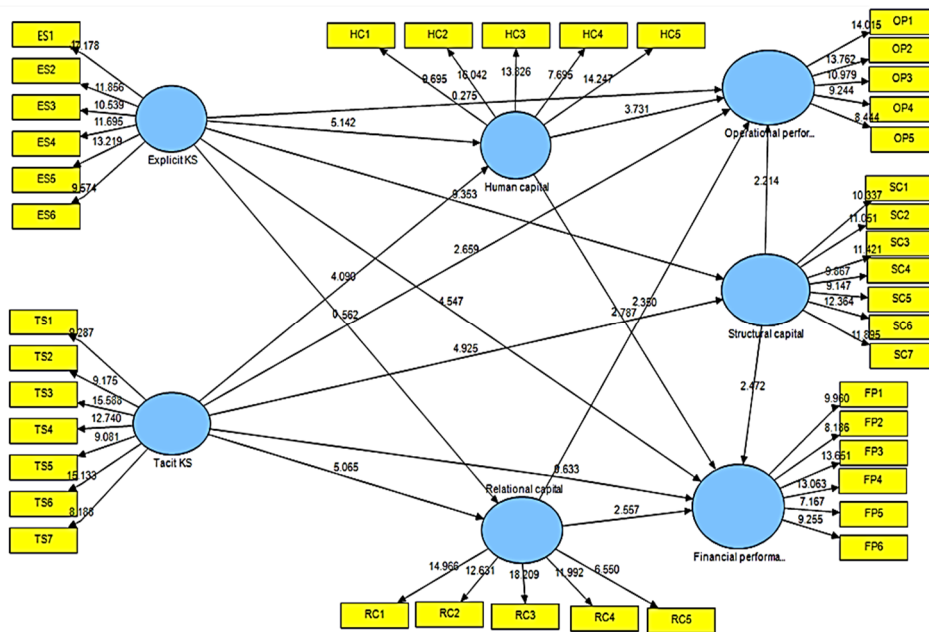 ES1
ES2
ES3
ES4
ES5
ES6
11.856
10.539
11.695
13.219
9.674
Explicit KS
HC1
HC2
HC3
HC4
HC5
9.695
16.042
13.826
7.695
14.247
Human capital
0.275
5.142
3.731
OP1
OP2
OP3
OP4
OP5
14.015
13.762
10.979
9.244
8.444
Operational perfor...
2.214
9.353
2.659
4.090
4.547
0.562
2.350
2.787
4.925
SC1
SC2
SC3
SC4
SC5
SC6
SC7
10.337
11.051
11.421
9.867
9.147
12.364
11.895
Structural capital
2.472
TS1
TS2
TS3
TS4
TS5
TS6
TS7
9.287
9.175
15.588
12.740
9.081
15.133
8.188
Tacit KS
5.065
0.633
2.557
Relational capital
14.966
12.631
18.209
11.992
6.550
RC1
RC2
RC3
RC4
RC5
FP1
FP2
FP3
FP4
FP5
FP6
9.960
8.186
13.651
13.063
7.167
9.255
Financial performa...